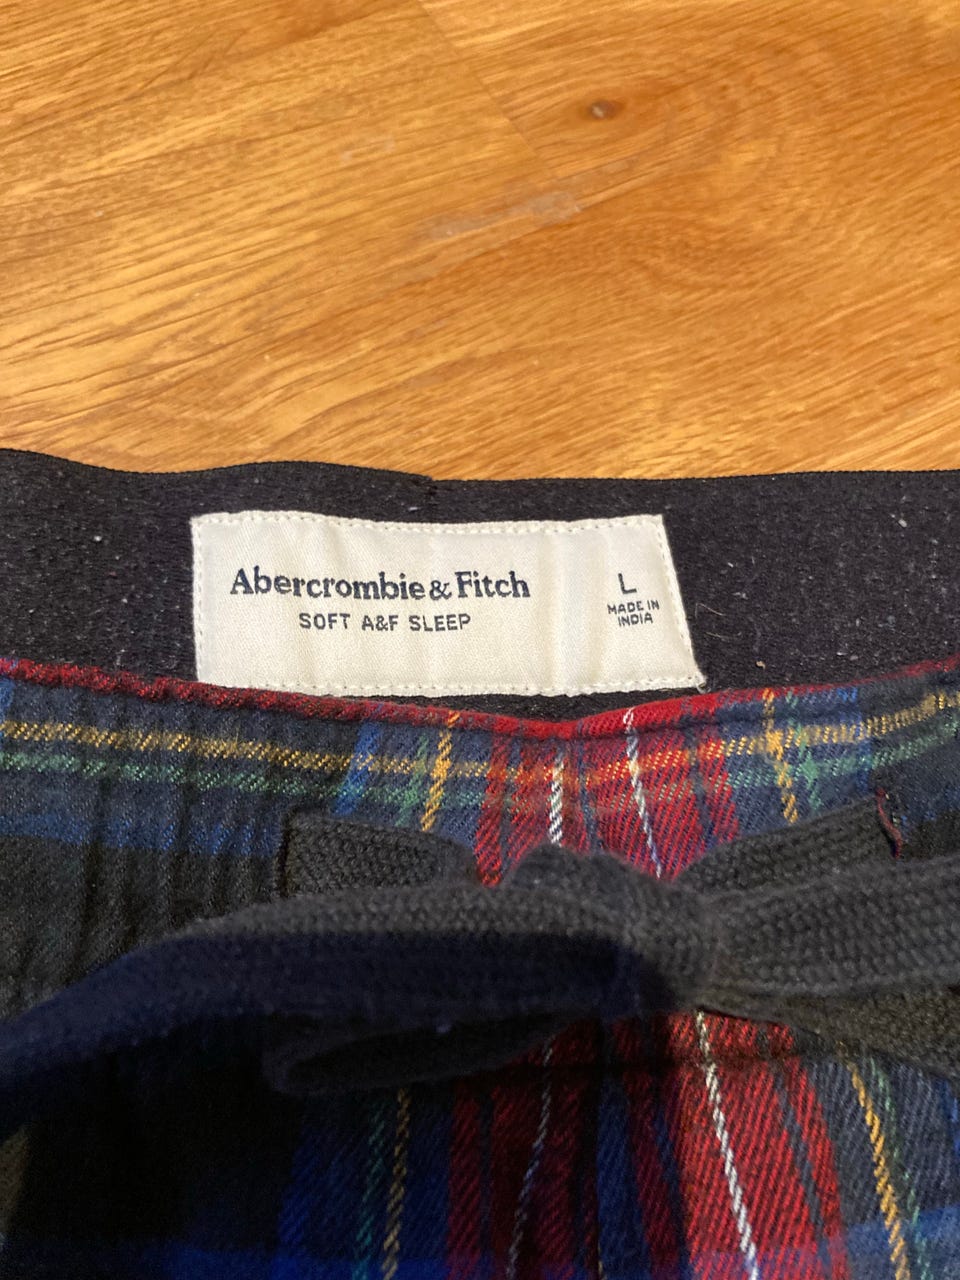 Abercrombie & Fitch
SOFT A&F SLEEP
L
MADE IN
INDIA